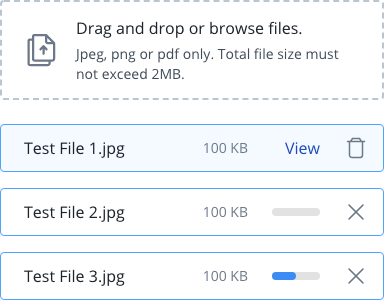 Drag and drop or browse files.
Jpeg, png or pdf only. Total file size must
not exceed 2MB.
Test File 1.jpg 100 KB View
Test File 2.jpg 100 KB
Test File 3.jpg 100 KB